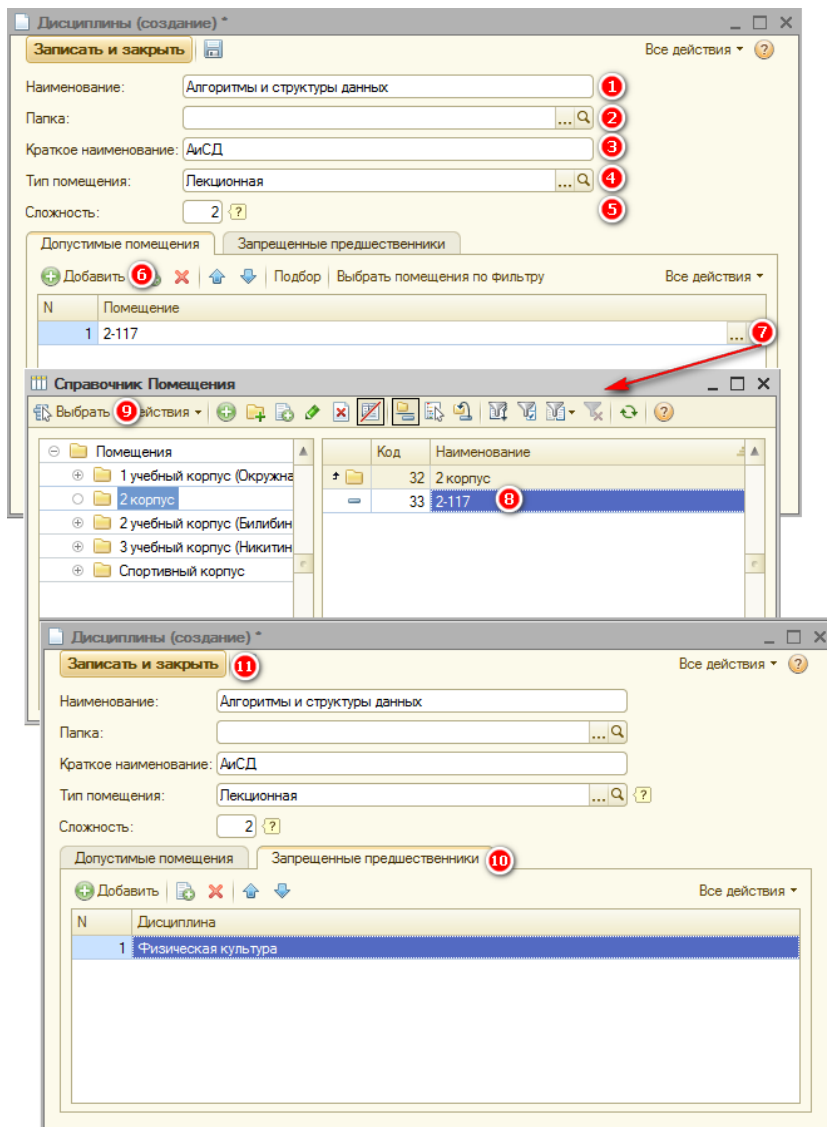 Дисциплины (создание) *
Записать и закрыть
Все действия
Наименование: Алгоритмы и структуры данных 1
Папка: ... 2
Краткое наименование: АиСД 3
Тип помещения: Лекционная ... 4
Сложность: 2 ? 5
Допустимые помещения Запрещенные предшественники
Добавить 6 Подбор Выбрать помещения по фильтру Все действия
N Помещение
1 2-117 ... 7
Справочник Помещения
Выбрать 9 ействия
Помещения Код Наименование
1 учебный корпус (Окружна 32 2 корпус
2 корпус 33 2-117 8
2 учебный корпус (Билибин
3 учебный корпус (Никитин
Спортивный корпус
Дисциплины (создание) *
Записать и закрыть 11 Все действия ?
Наименование: Алгоритмы и структуры данных
Папка: ...
Краткое наименование: АиСД
Тип помещения: Лекционная ... ?
Сложность: 2 ?
Допустимые помещения Запрещенные предшественники 10
Добавить Все действия
N Дисциплина
1 Физическая культура